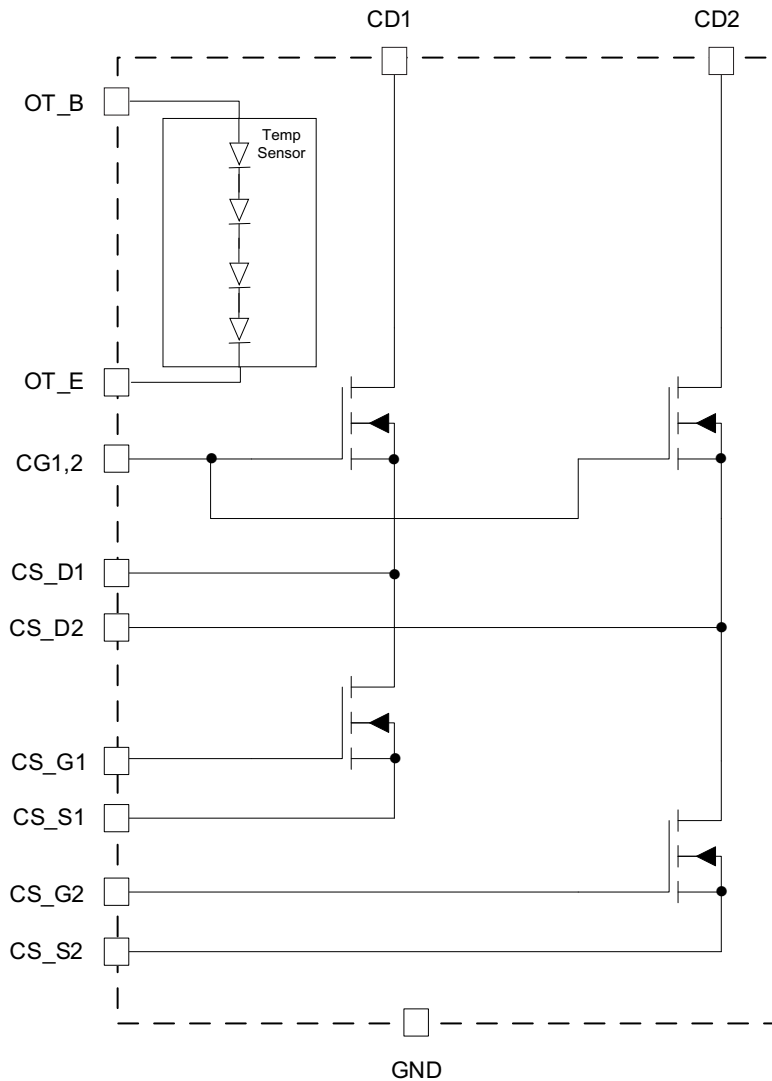 CD1
CD2
OT_B
Temp
Sensor
OT_E
CG1,2
CS_D1
CS_D2
CS_G1
CS_S1
CS_G2
CS_S2
GND